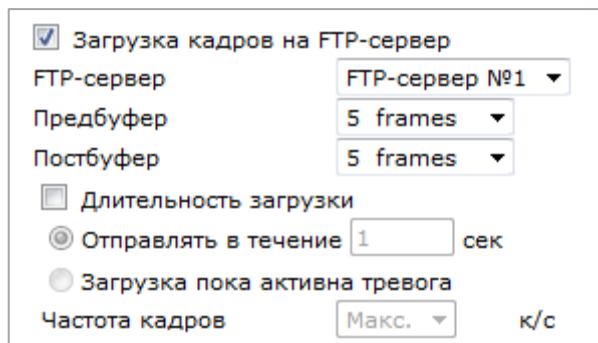 Загрузка кадров на FTP-сервер
FTP-сервер FTP-сервер №1
Предбуфер 5 frames
Постбуфер 5 frames
Длительность загрузки
Отправлять в течение 1 сек
Загрузка пока активна тревога
Частота кадров Макс. к/с